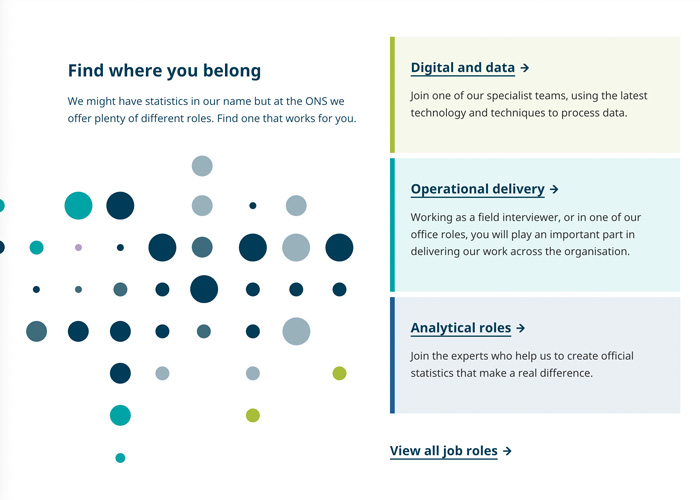 Find where you belong
We might have statistics in our name but at the ONS we
offer plenty of different roles. Find one that works for you.
Digital and data →
Join one of our specialist teams, using the latest
technology and techniques to process data.
Operational delivery →
Working as a field interviewer, or in one of our
office roles, you will play an important part in
delivering our work across the organisation.
Analytical roles →
Join the experts who help us to create official
statistics that make a real difference.
View all job roles →